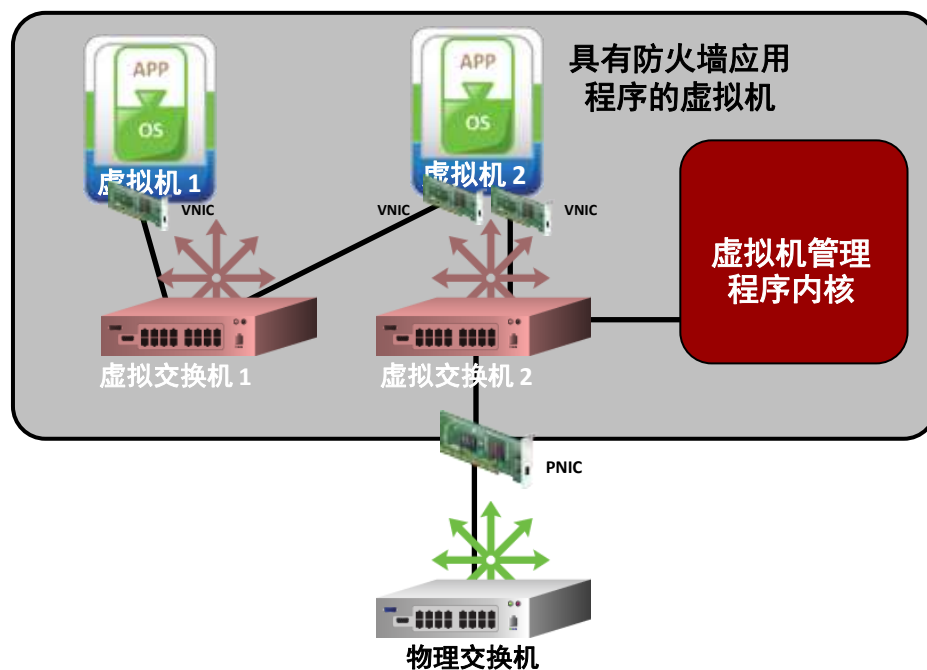 APP
OS
虚拟机 1
APP
OS
虚拟机 2
具有防火墙应用
程序的虚拟机
VNIC
VNIC
VNIC
虚拟机管理
程序内核
虚拟交换机 1
虚拟交换机 2
PNIC
物理交换机